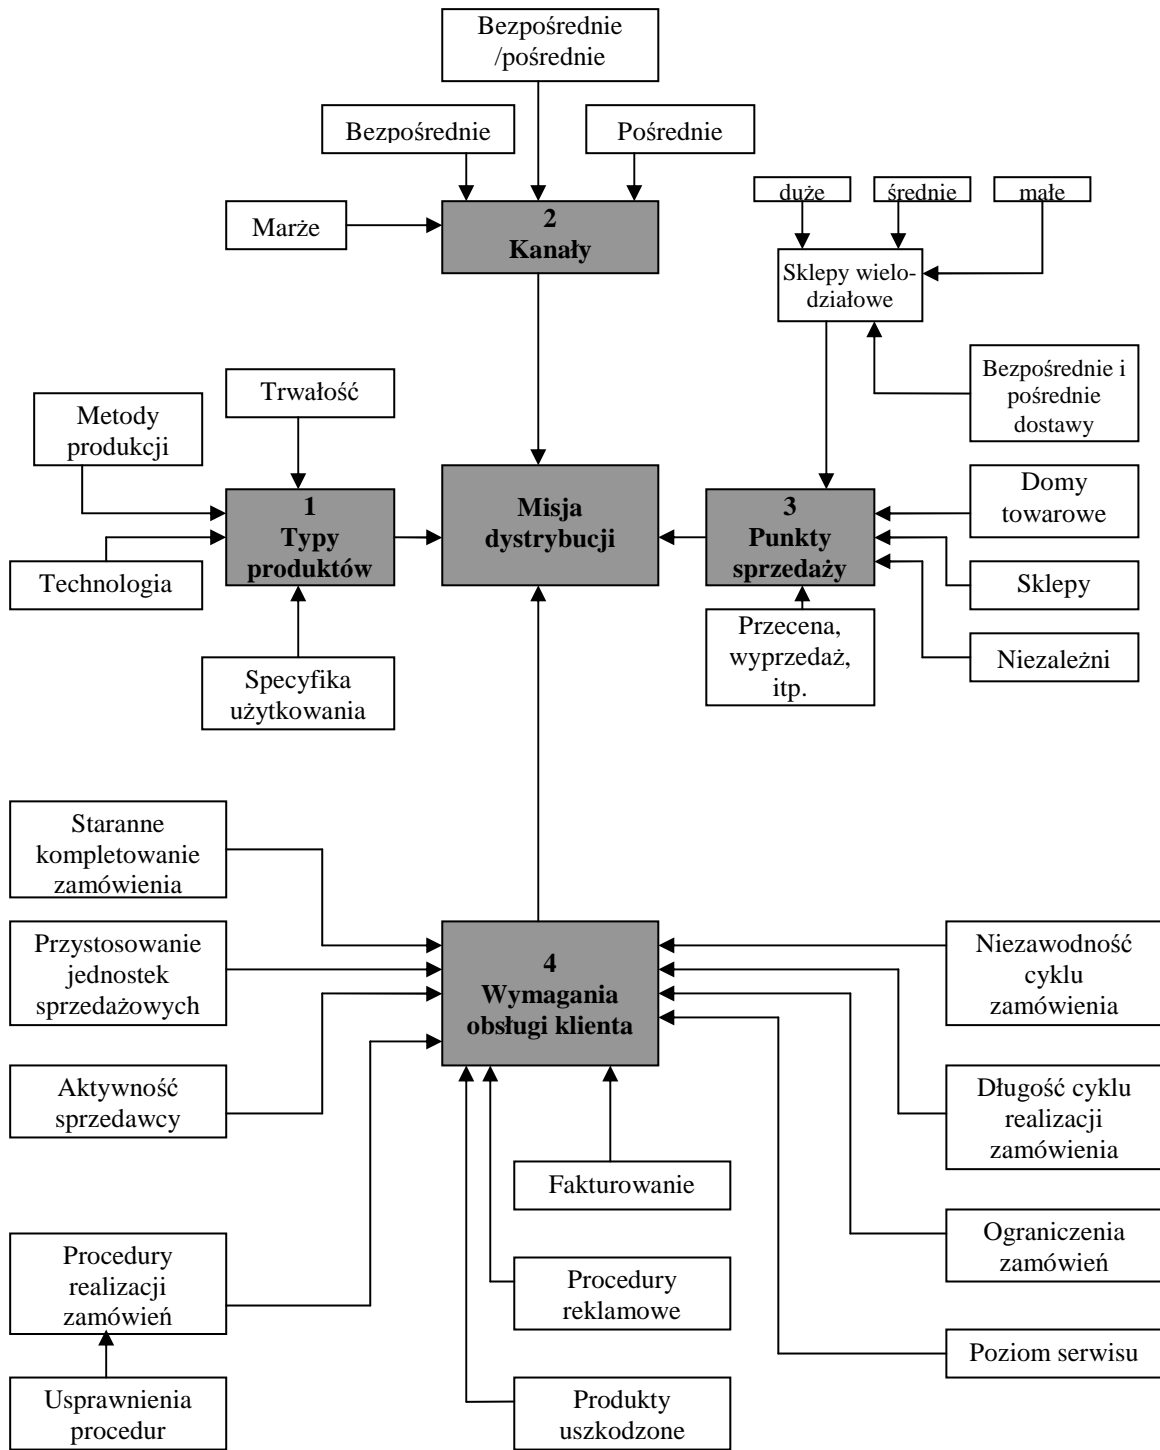 Bezpośrednie
/pośrednie
Bezpośrednie
Pośrednie
Marże
2
Kanały
duże
średnie
małe
Sklepy wielo-
działowe
Bezpośrednie i
pośrednie
dostawy
Trwałość
Metody
produkcji
1
Typy
produktów
Technologia
Specyfika
użytkowania
Misja
dystrybucji
3
Punkty
sprzedaży
Domy
towarowe
Sklepy
Niezależni
Przecena,
wyprzedaż,
itp.
Staranne
kompletowanie
zamówienia
Przystosowanie
jednostek
sprzedażowych
Aktywność
sprzedawcy
Procedury
realizacji
zamówień
Usprawnienia
procedur
4
Wymagania
obsługi klienta
Fakturowanie
Procedury
reklamowe
Produkty
uszkodzone
Niezawodność
cyklu
zamówienia
Długość cyklu
realizacji
zamówienia
Ograniczenia
zamówień
Poziom serwisu